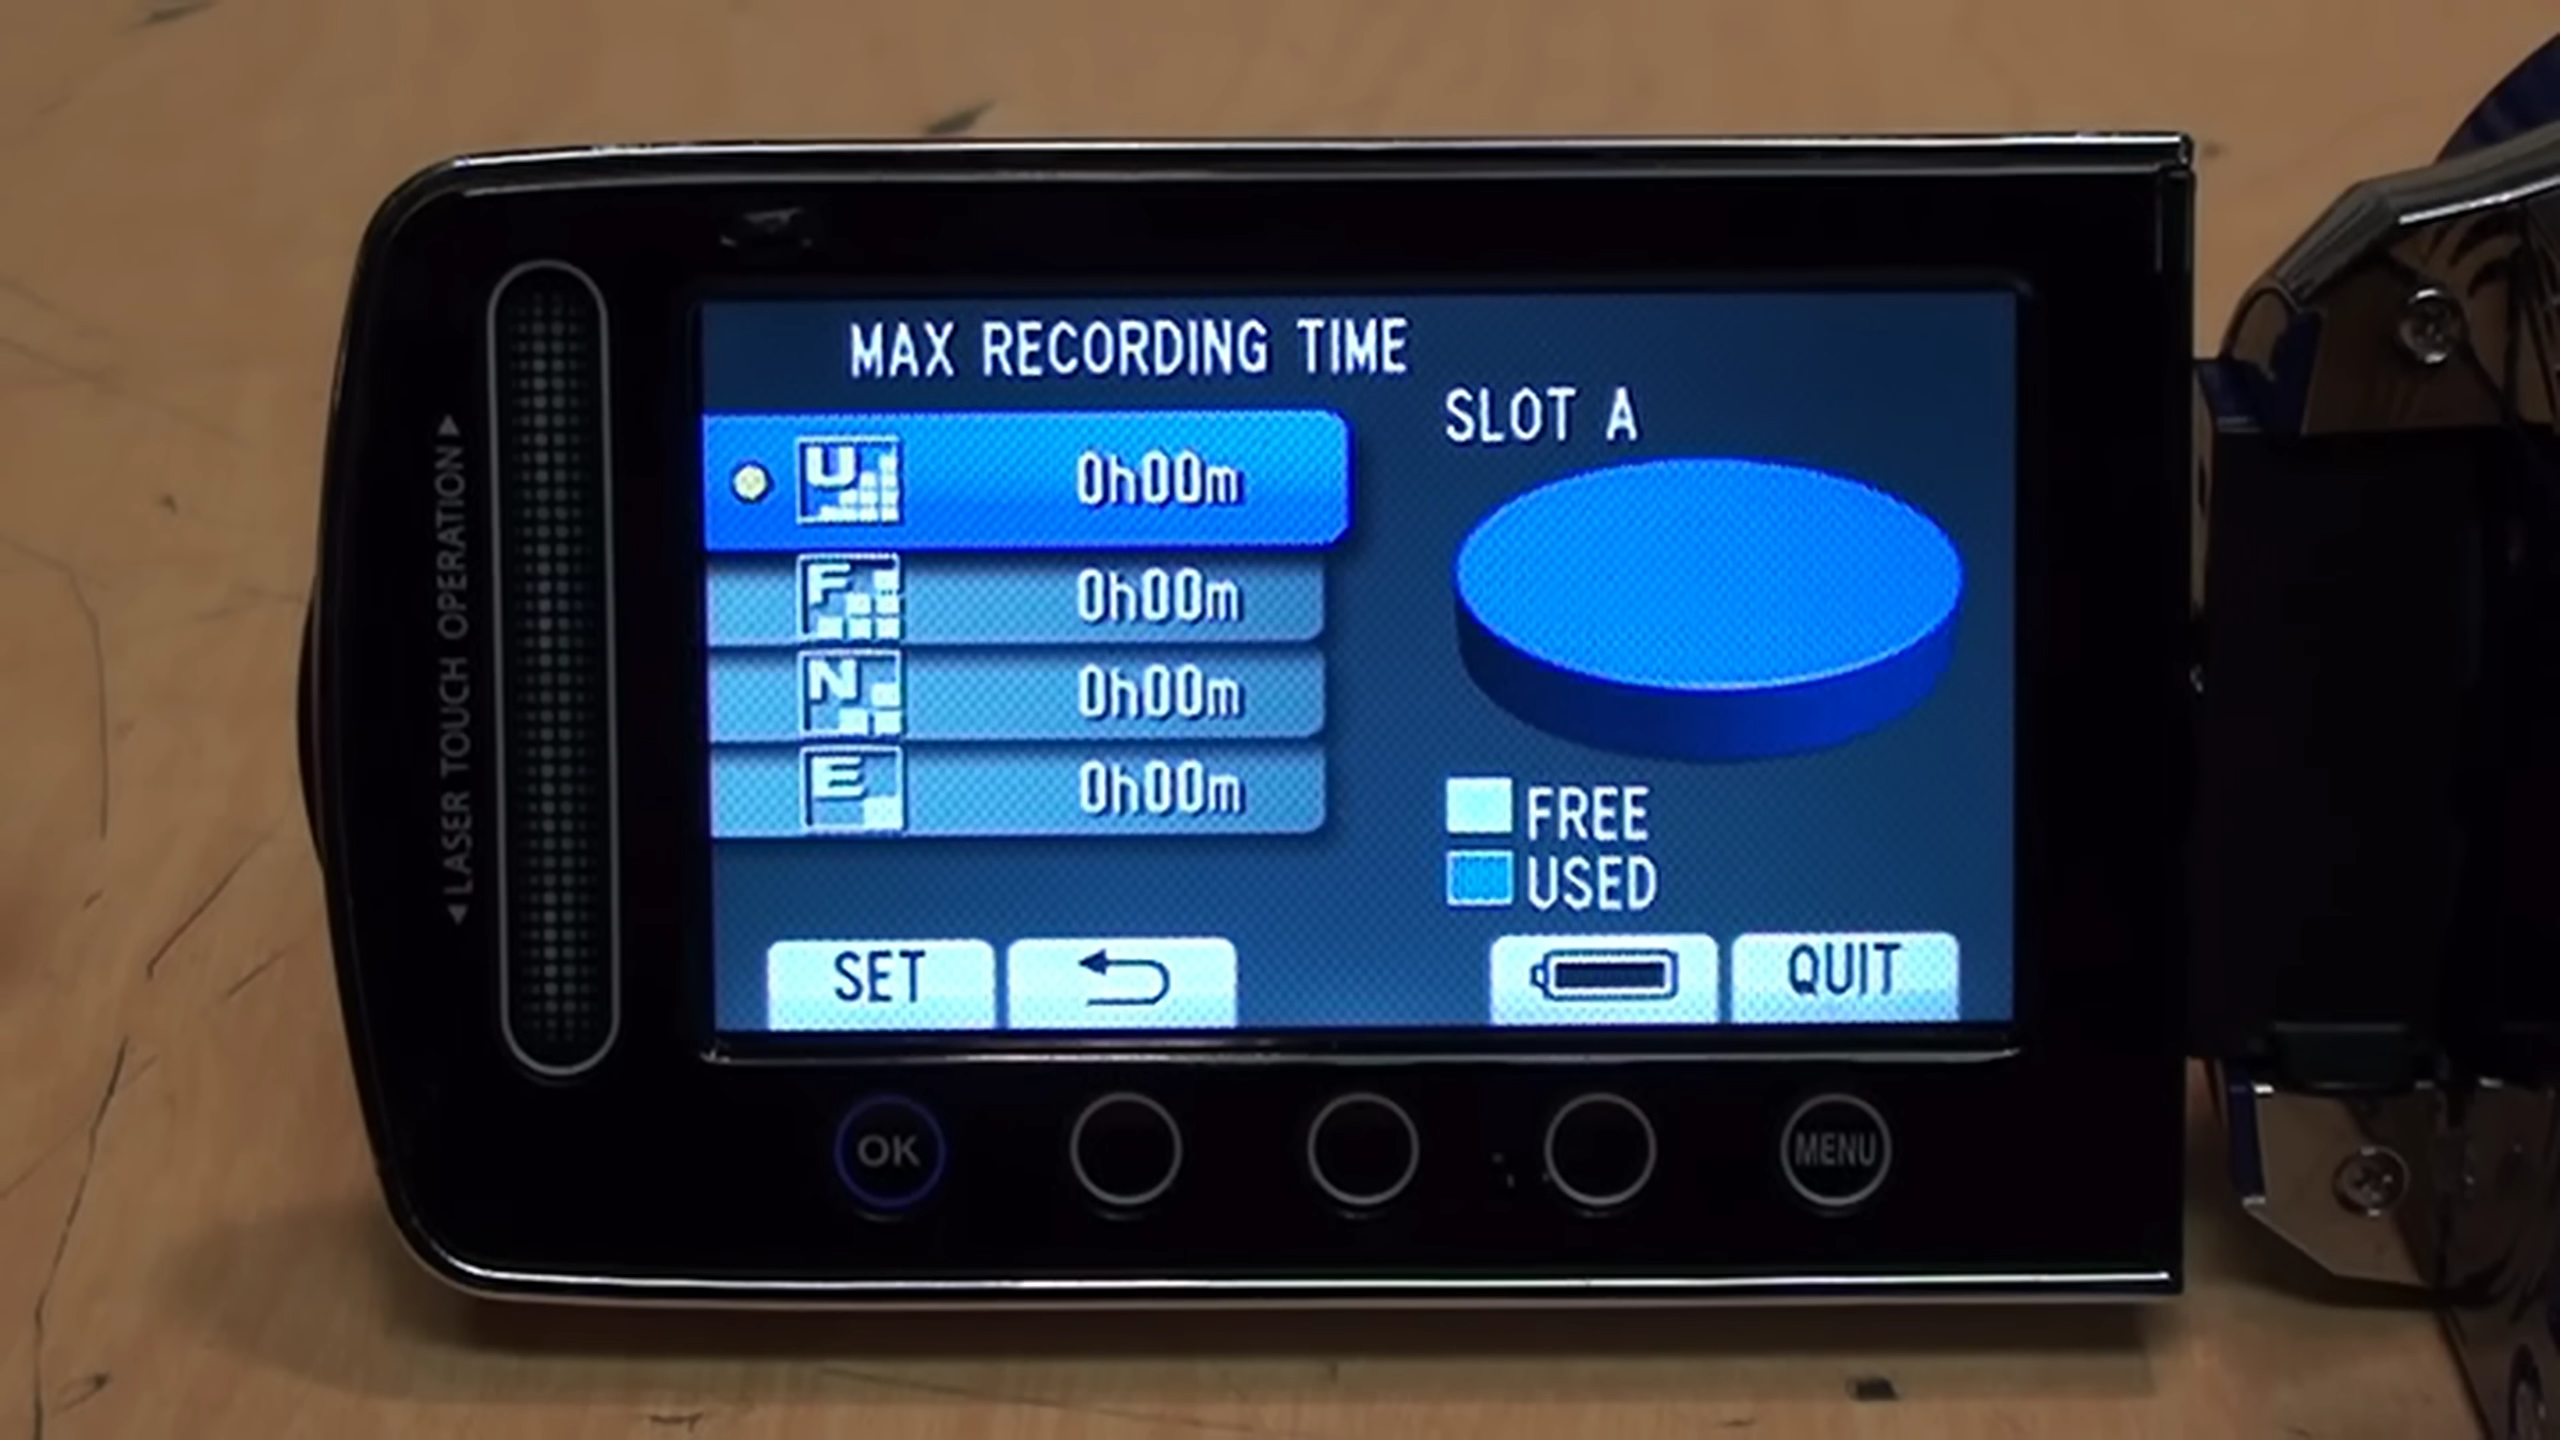 MAX RECORDING TIME
SLOT A
U 0h00m
F 0h00m
N 0h00m
E 0h00m
FREE
USED
SET
QUIT
LASER TOUCH OPERATION
OK
MENU